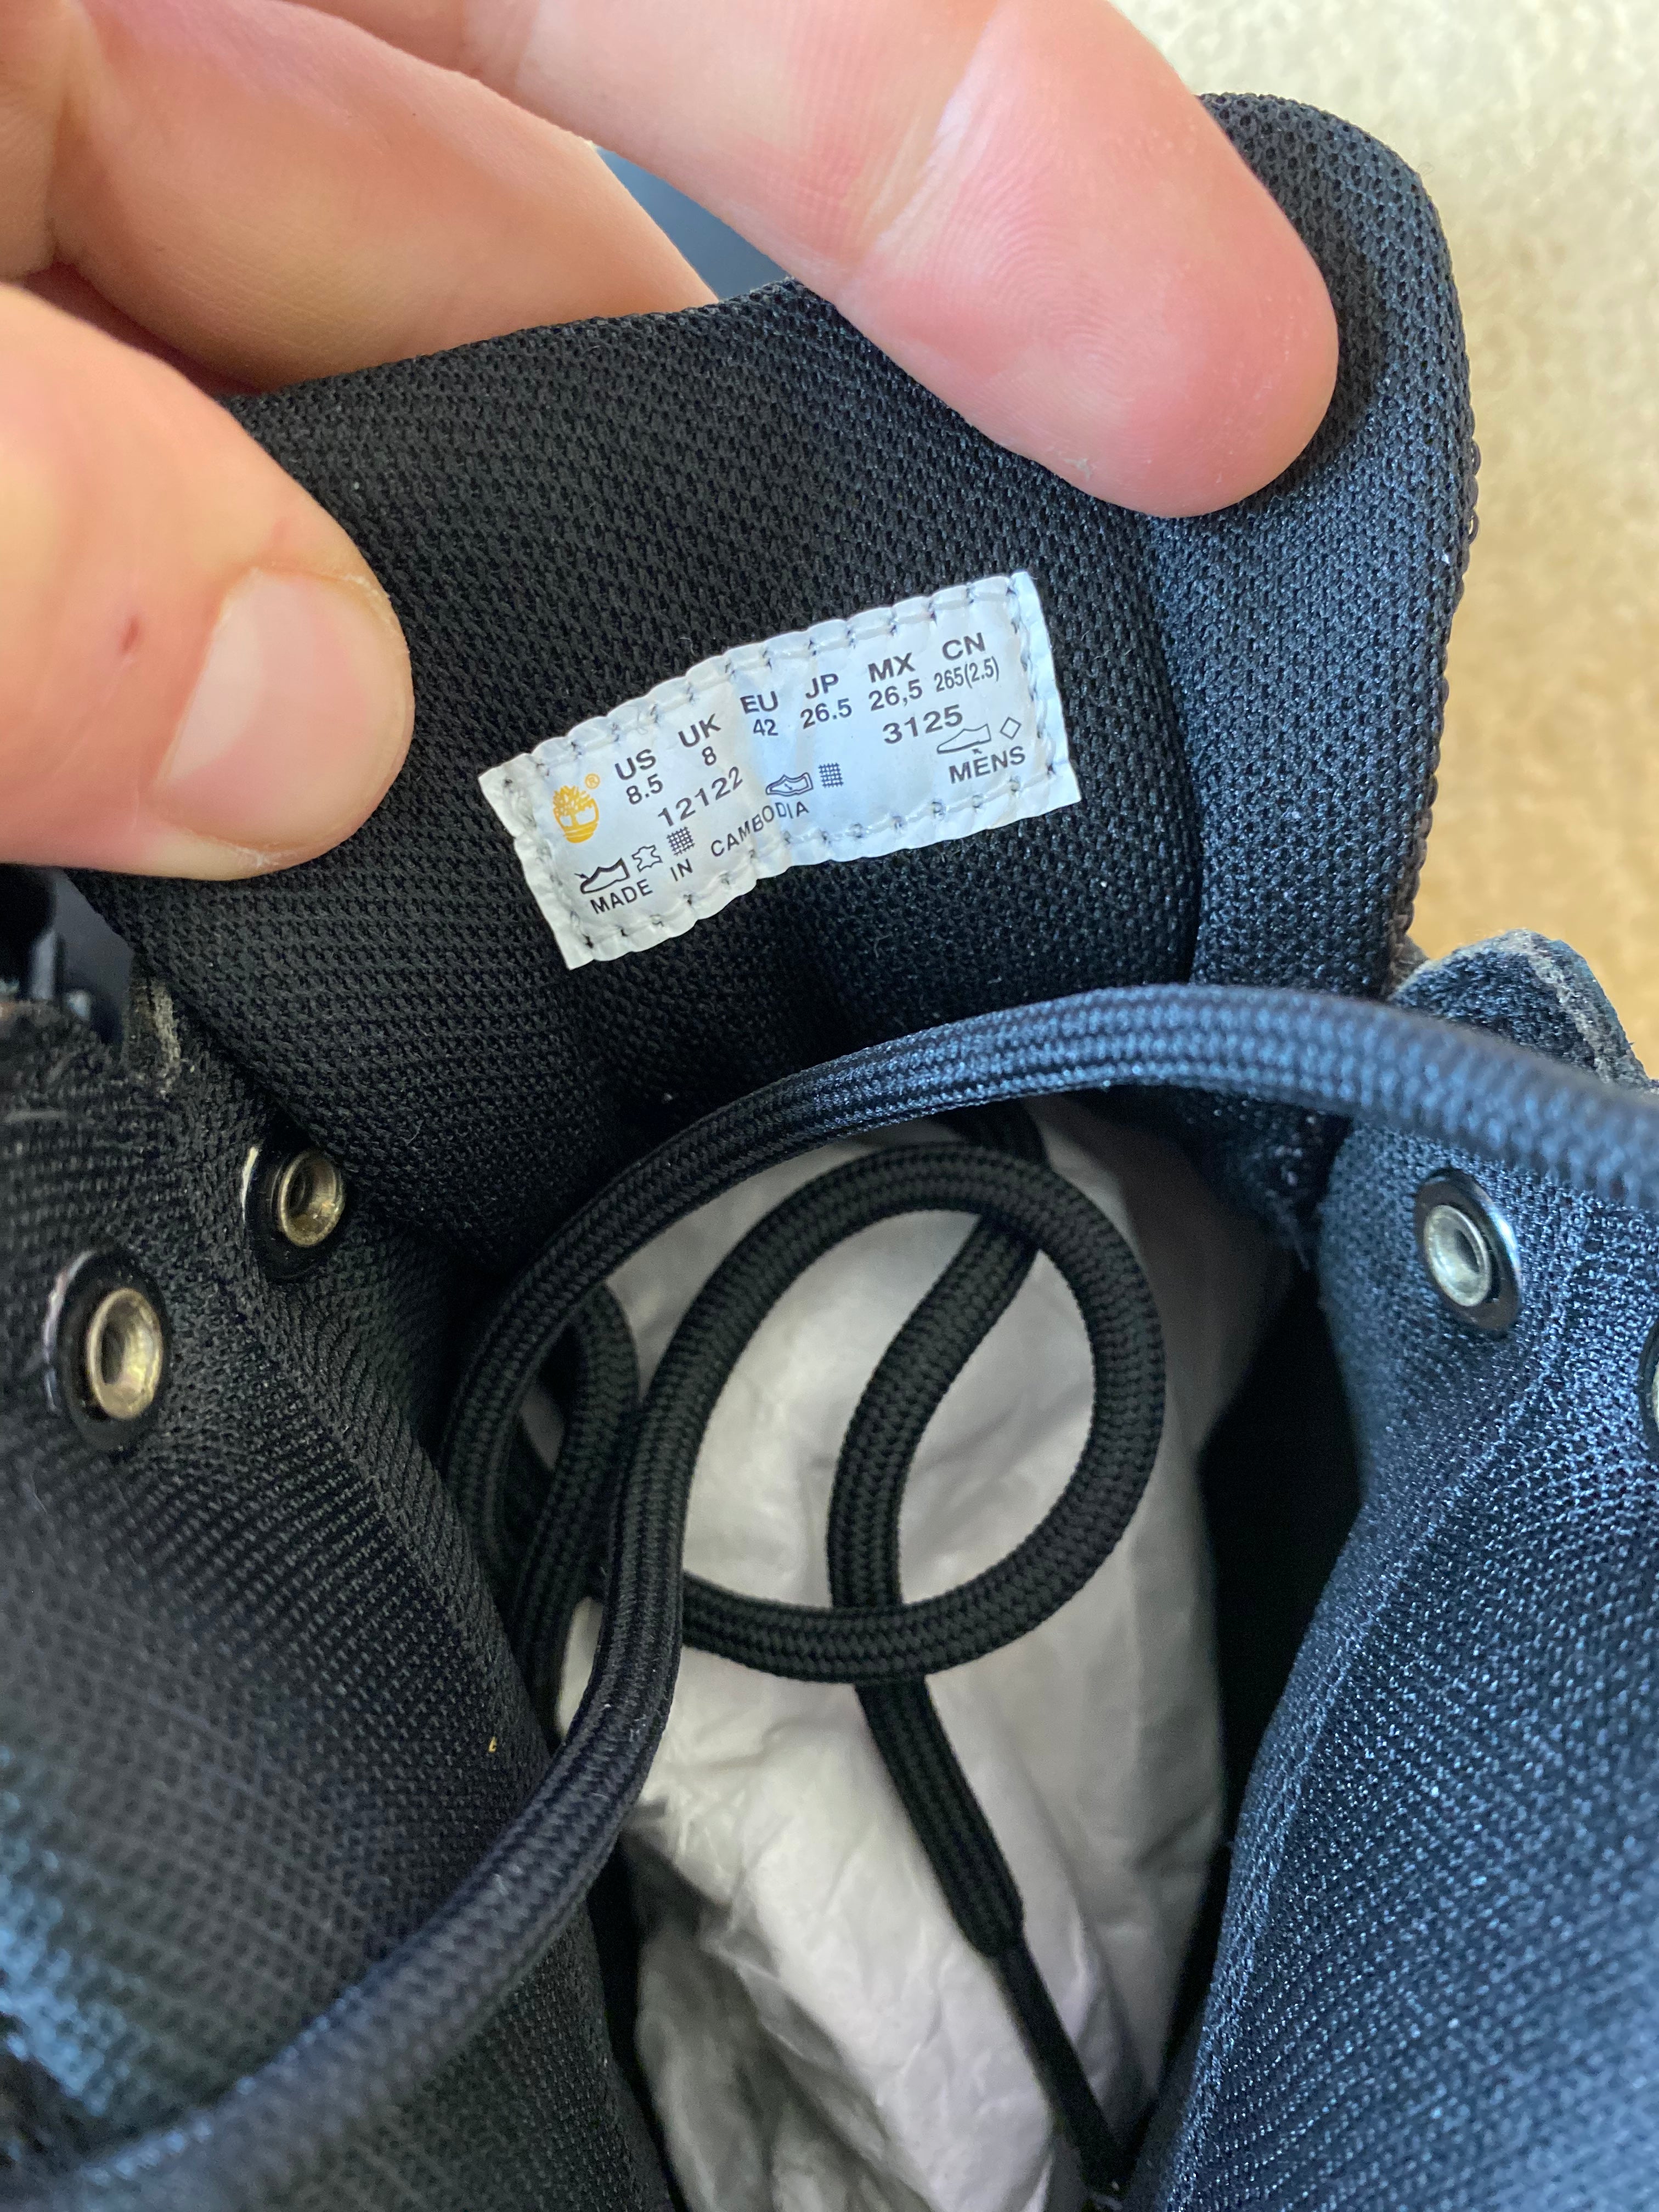 US UK EU JP MX CN
8.5 8 42 26.5 26,5 265(2.5)
12122 3125
MENS
MADE IN CAMBODIA
®